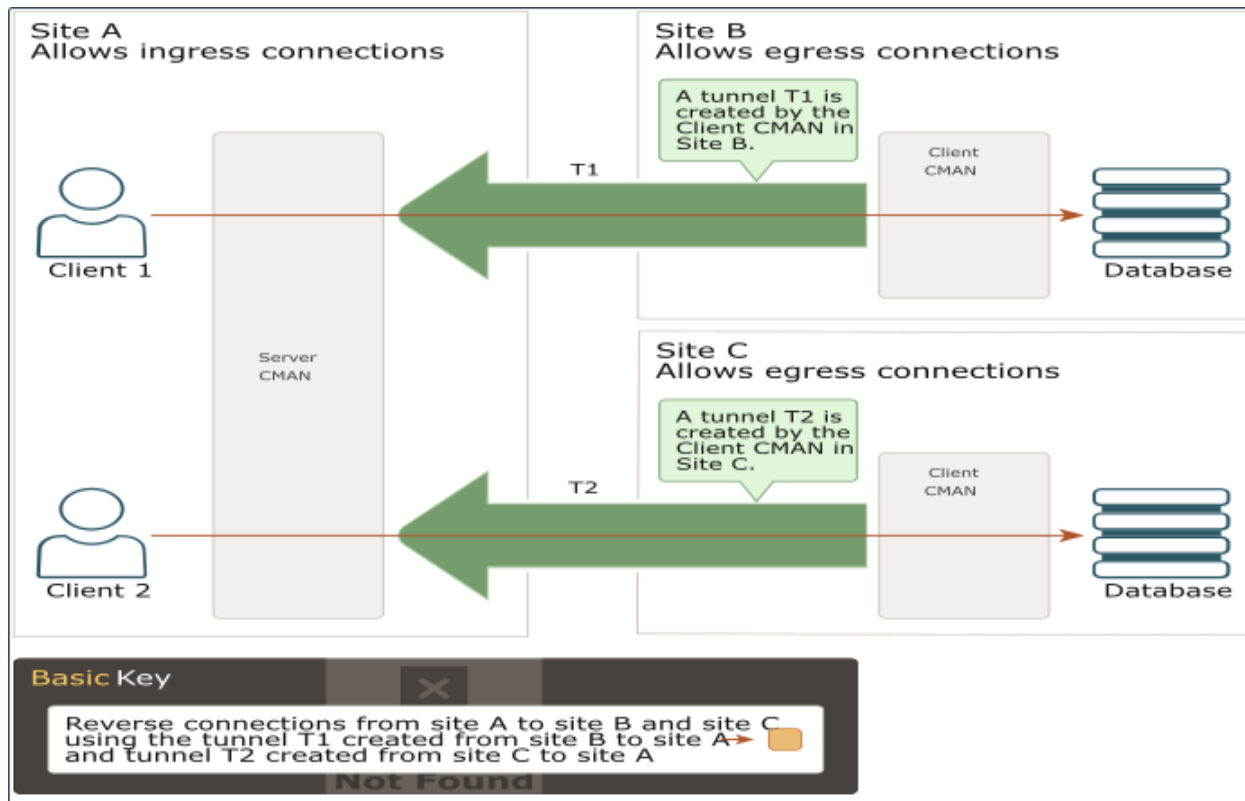 Site A
Allows ingress connections
Site B
Allows egress connections
A tunnel T1 is
created by the
Client CMAN in
Site B.
T1
Client
CMAN
Client 1
Database
Server
CMAN
Site C
Allows egress connections
A tunnel T2 is
created by the
Client CMAN in
Site C.
T2
Client
CMAN
Client 2
Database
Basic Key
Reverse connections from site A to site B and site C
using the tunnel T1 created from site B to site A
and tunnel T2 created from site C to site A
Not Found